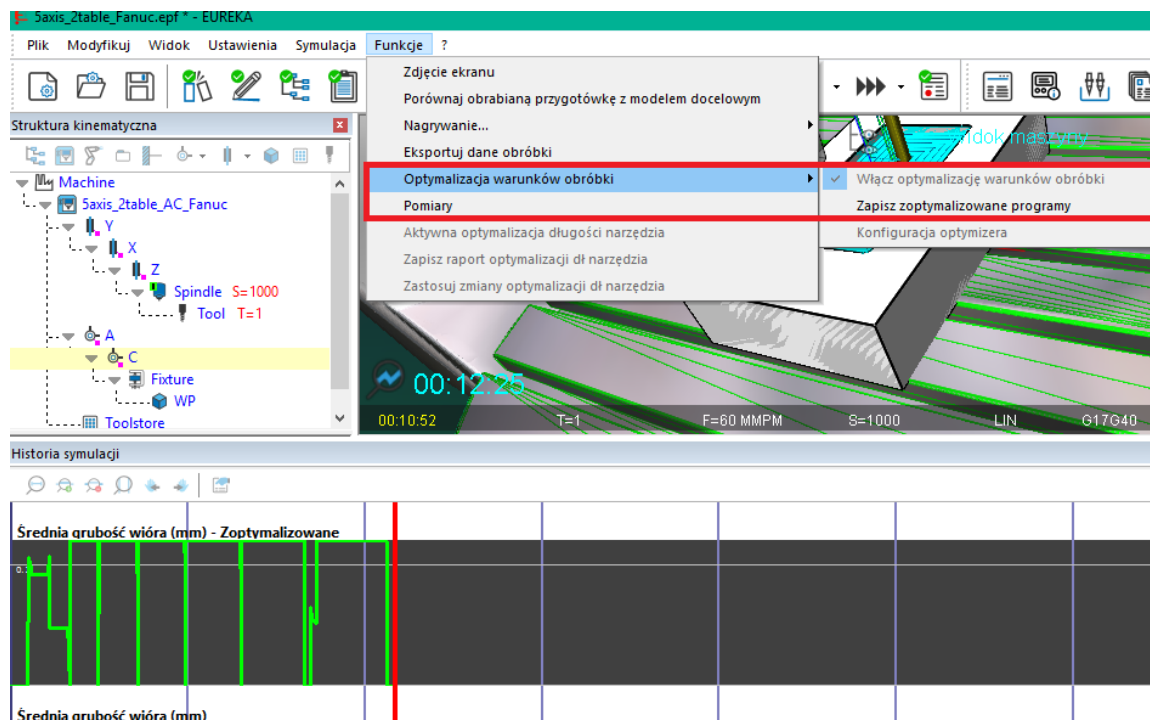 5axis_2table_Fanuc.epf * - EUREKA
Plik Modyfikuj Widok Ustawienia Symulacja Funkcje ?
Zdjęcie ekranu
Porównaj obrabianą przygotówkę z modelem docelowym
Nagrywanie...
Eksportuj dane obróbki
Optymalizacja warunków obróbki
Pomiary
Aktywna optymalizacja długości narzędzia
Zapisz raport optymalizacji dł narzędzia
Zastosuj zmiany optymalizacji dł narzędzia
Włącz optymalizację warunków obróbki
Zapisz zoptymalizowane programy
Konfiguracja optymizera
maszyny
Struktura kinematyczna
Machine
5axis_2table_AC_Fanuc
Y
X
Z
Spindle S=1000
Tool T=1
A
C
Fixture
WP
Toolstore
00:12:25
00:10:52 T=1 F=60 MMPM S=1000 LIN G17G40
Historia symulacji
Średnia grubość wióra (mm) - Zoptymalizowane
Średnia grubość wióra (mm)